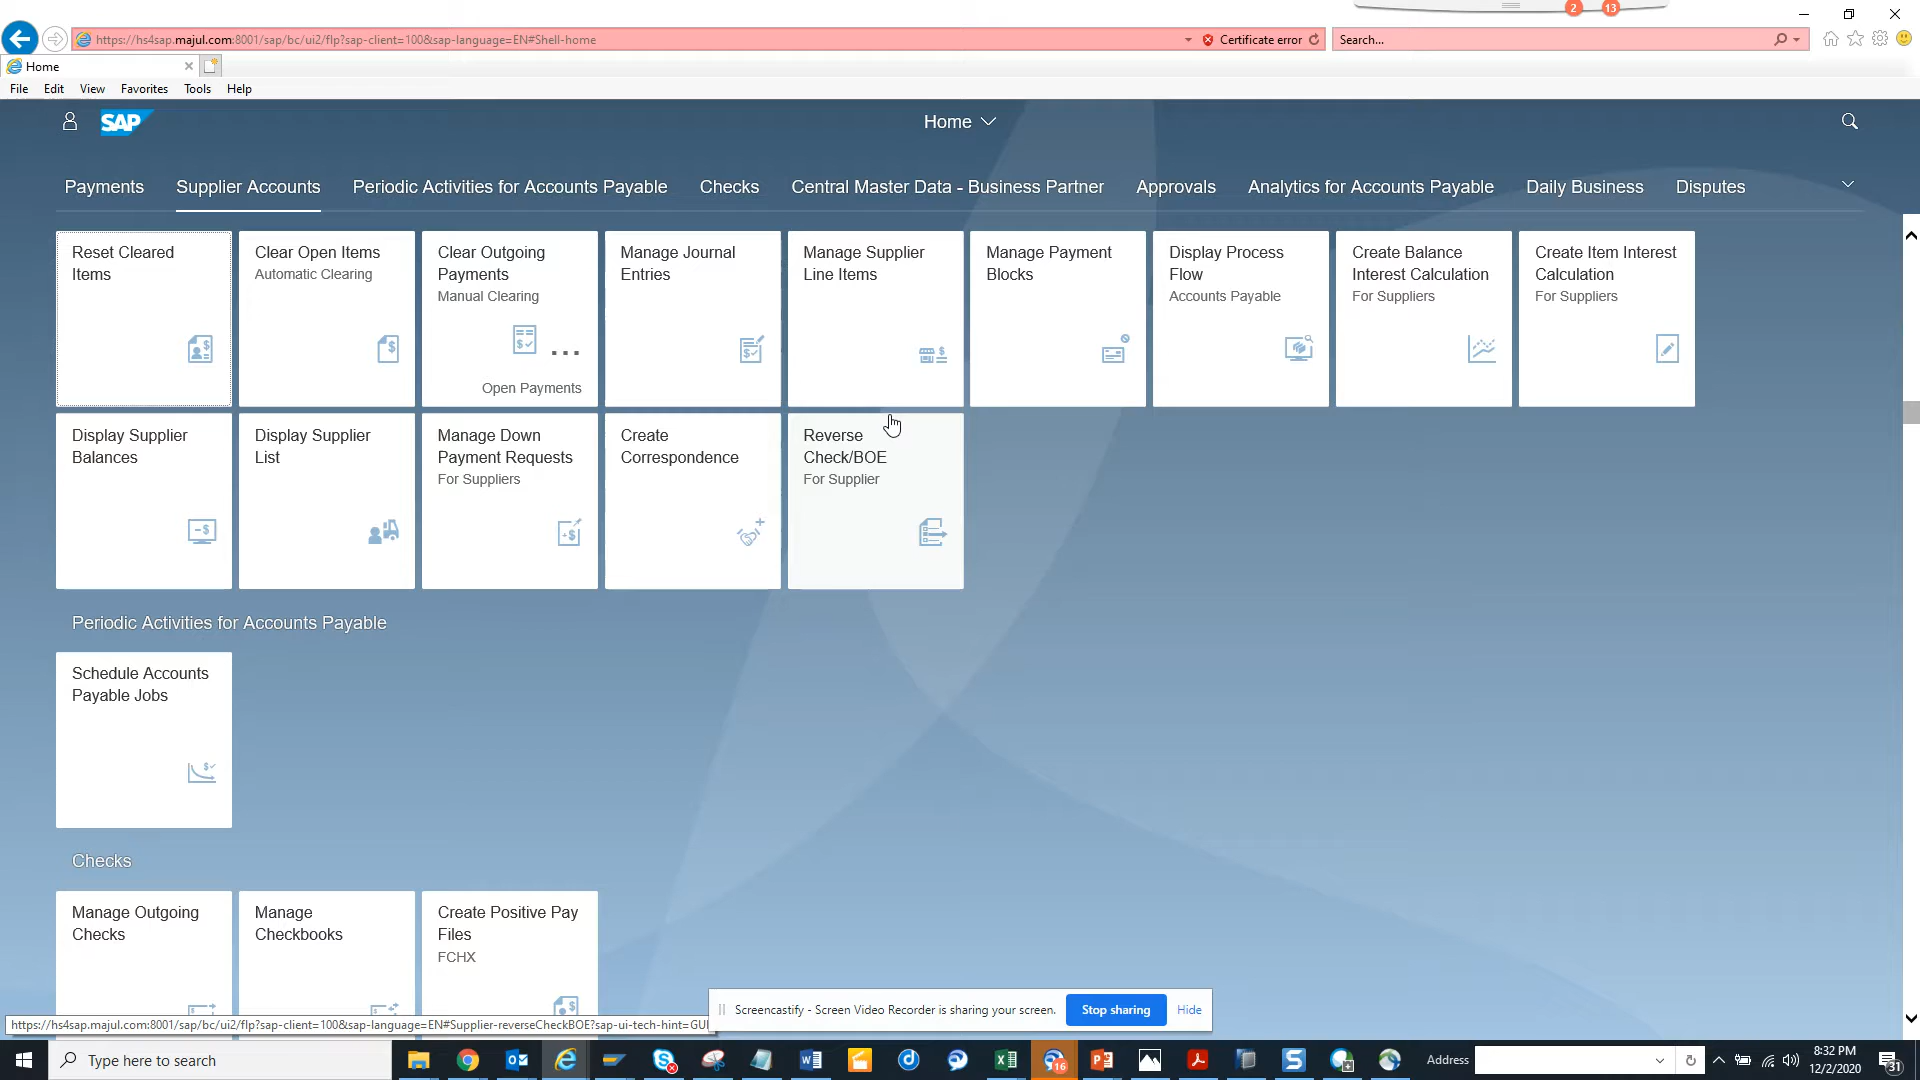 2
13
https://hs4sap.majul.com:8001/sap/bc/ui2/flp?sap-client=100&sap-language=EN#Shell-home
Certificate error
Search...
Home
File Edit View Favorites Tools Help
SAP
Home
Payments
Supplier Accounts
Periodic Activities for Accounts Payable
Checks
Central Master Data - Business Partner
Approvals
Analytics for Accounts Payable
Daily Business
Disputes
Reset Cleared
Items
Clear Open Items
Automatic Clearing
Clear Outgoing
Payments
Manual Clearing
...
Open Payments
Manage Journal
Entries
Manage Supplier
Line Items
Manage Payment
Blocks
Display Process
Flow
Accounts Payable
Create Balance
Interest Calculation
For Suppliers
Create Item Interest
Calculation
For Suppliers
Display Supplier
Balances
Display Supplier
List
Manage Down
Payment Requests
For Suppliers
Create
Correspondence
Reverse
Check/BOE
For Supplier
Periodic Activities for Accounts Payable
Schedule Accounts
Payable Jobs
Checks
Manage Outgoing
Checks
Manage
Checkbooks
Create Positive Pay
Files
FCHX
Screencastify - Screen Video Recorder is sharing your screen.
Stop sharing
Hide
https://hs4sap.majul.com:8001/sap/bc/ui2/flp?sap-client=100&sap-language=EN#Supplier-reverseCheckBOE?sap-ui-tech-hint=GUI
Type here to search
16
Address
8:32 PM
12/2/2020
31